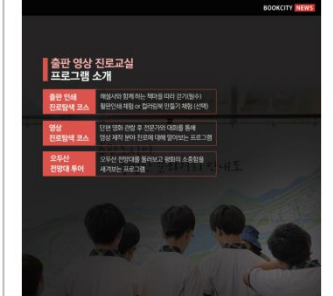 BOOKCITY NEWS
출판 영상 진로교실
프로그램 소개
출판 인쇄
진로탐색 코스
해설사와 함께 하는 책마을 따라 걷기(필수)
활판인쇄 체험 or 컬러링북 만들기 체험 (선택)
영상
진로탐색 코스
단편 영화 관람 후 전문가와 대화를 통해
영상 제작 분야 진로에 대해 알아보는 프로그램
오두산
전망대 투어
오두산 전망대를 둘러보고 평화의 소중함을
새겨보는 프로그램